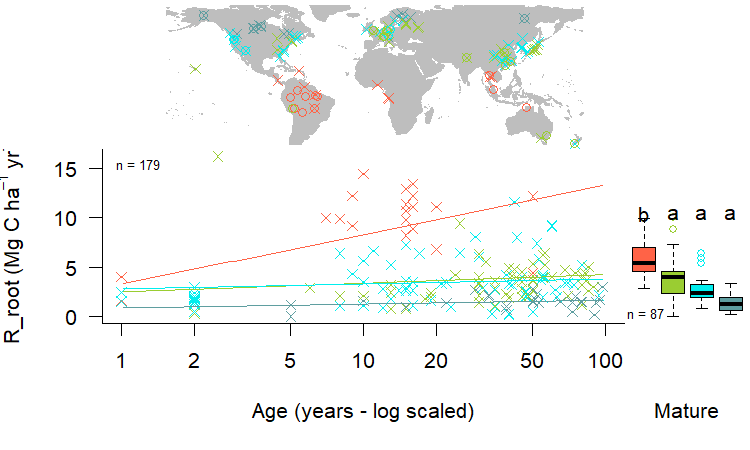 n = 179
R_root (Mg C ha⁻¹ yr
15
10
5
0
1 2 5 10 20 50 100
Age (years - log scaled)
b a a a
n = 87
Mature